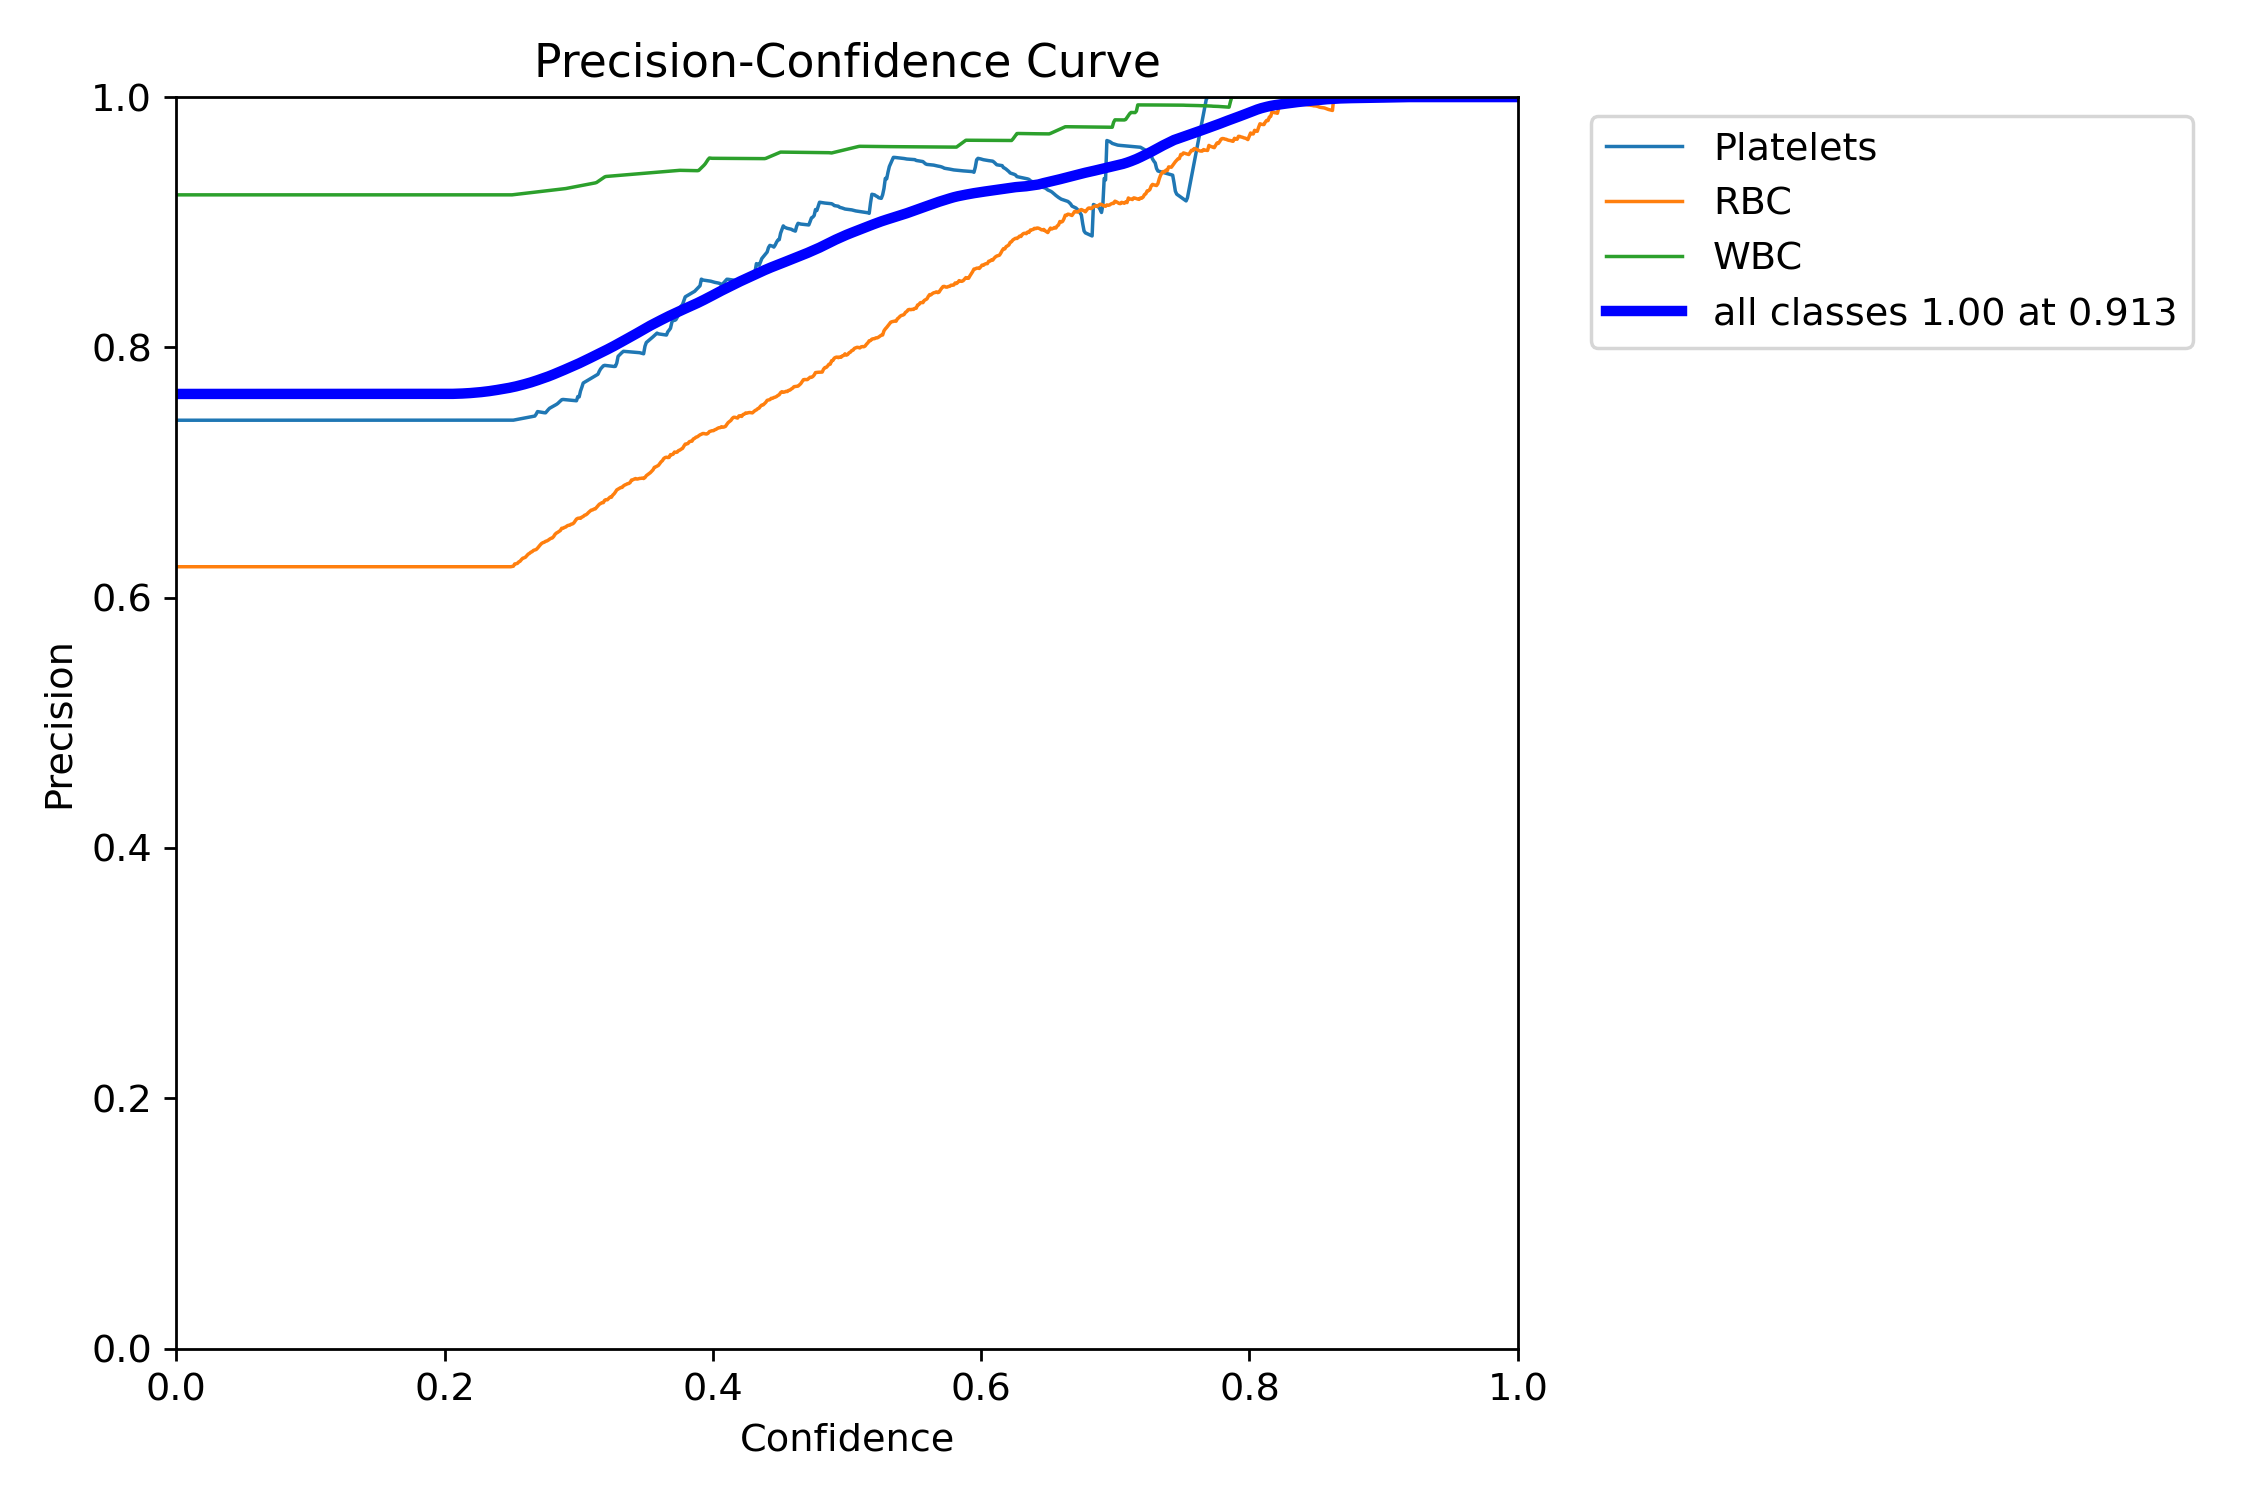 Precision-Confidence Curve
1.0
0.8
0.6
0.4
0.2
0.0
Precision
0.0 0.2 0.4 0.6 0.8 1.0
Confidence
Platelets
RBC
WBC
all classes 1.00 at 0.913